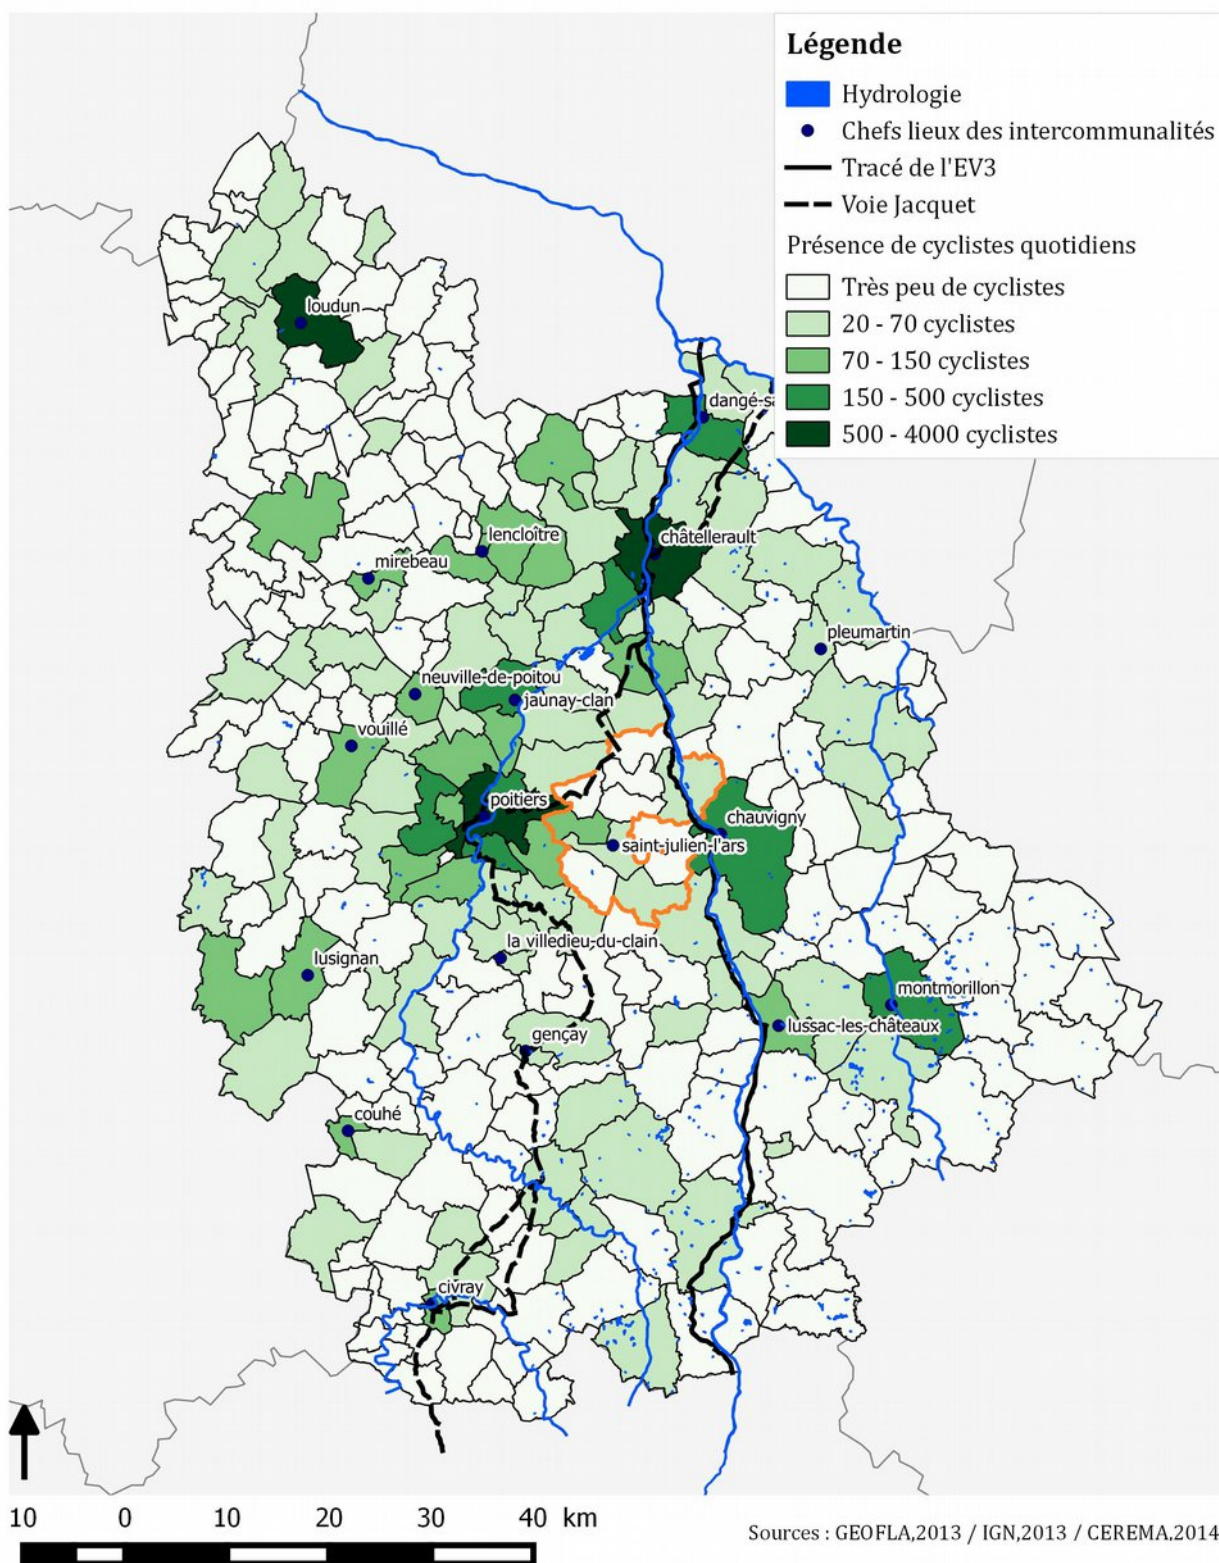 Légende
Hydrologie
Chefs lieux des intercommunalités
Tracé de l'EV3
Voie Jacquet
Présence de cyclistes quotidiens
Très peu de cyclistes
20 - 70 cyclistes
70 - 150 cyclistes
150 - 500 cyclistes
500 - 4000 cyclistes
loudun
dangé-sa
lencloître
châtellerault
mirebeau
pleumartin
neuville-de-poitou
jaunay-clan
vouillé
poitiers
chauvigny
saint-julien-l'ars
la villedieu-du-clain
lusignan
montmorillon
lussac-les-châteaux
gençay
couhé
civray
10 0 10 20 30 40 km
Sources : GEOFLA,2013 / IGN,2013 / CEREMA,2014